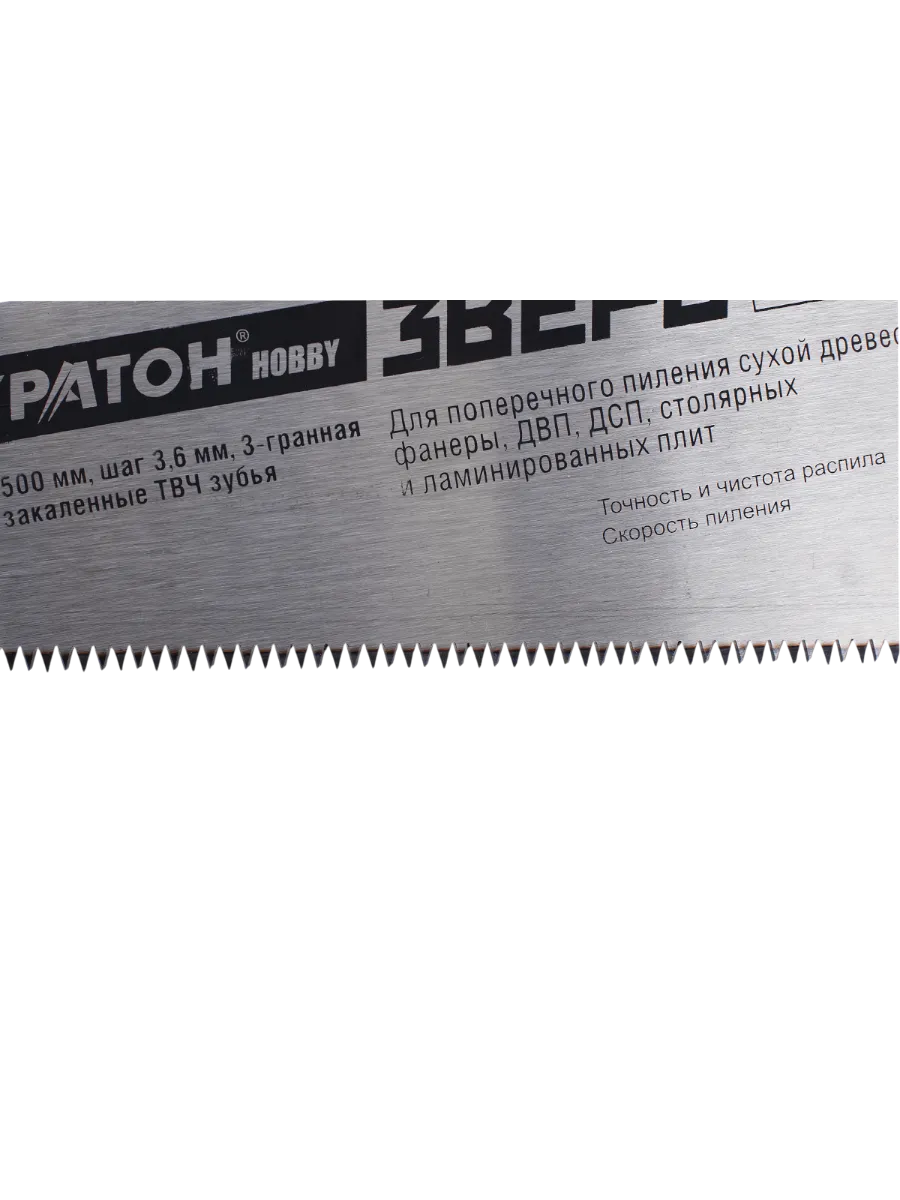 РАТОН® HOBBY
500 мм, шаг 3,6 мм, 3-гранная
закаленные ТВЧ зубья
Для поперечного пиления сухой древес
фанеры, ДВП, ДСП, столярных
и ламинированных плит
Точность и чистота распила
Скорость пиления